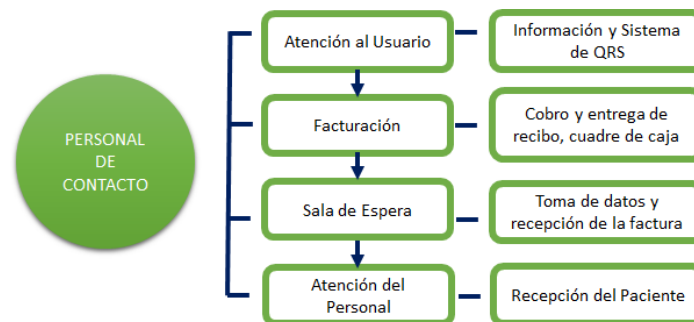 PERSONAL
DE
CONTACTO
Atención al Usuario
Información y Sistema
de QRS
Facturación
Cobro y entrega de
recibo, cuadre de caja
Sala de Espera
Toma de datos y
recepción de la factura
Atención del
Personal
Recepción del Paciente